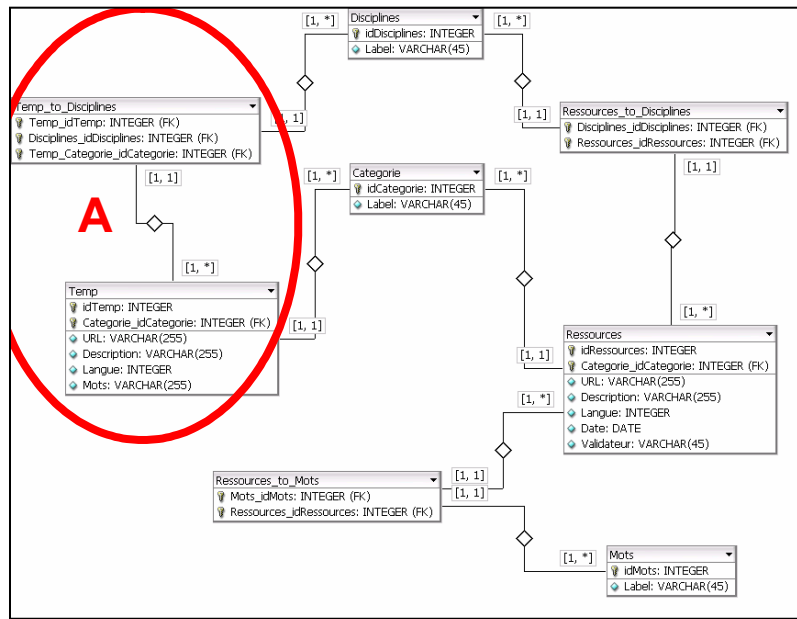 [1, *]
Disciplines
idDisciplines: INTEGER
Label: VARCHAR(45)
[1, *]
Temp_to_Disciplines
Temp_idTemp: INTEGER (FK)
Disciplines_idDisciplines: INTEGER (FK)
Temp_Categorie_idCategorie: INTEGER (FK)
[1, 1]
[1, 1]
Ressources_to_Disciplines
Disciplines_idDisciplines: INTEGER (FK)
Ressources_idRessources: INTEGER (FK)
[1, 1]
A
[1, *]
Categorie
idCategorie: INTEGER
Label: VARCHAR(45)
[1, *]
[1, *]
Temp
idTemp: INTEGER
Categorie_idCategorie: INTEGER (FK)
URL: VARCHAR(255)
Description: VARCHAR(255)
Langue: INTEGER
Mots: VARCHAR(255)
[1, 1]
[1, *]
Ressources
idRessources: INTEGER
Categorie_idCategorie: INTEGER (FK)
URL: VARCHAR(255)
Description: VARCHAR(255)
Langue: INTEGER
Date: DATE
Validateur: VARCHAR(45)
[1, 1]
[1, *]
Ressources_to_Mots
Mots_idMots: INTEGER (FK)
Ressources_idRessources: INTEGER (FK)
[1, 1]
[1, 1]
[1, *]
Mots
idMots: INTEGER
Label: VARCHAR(45)